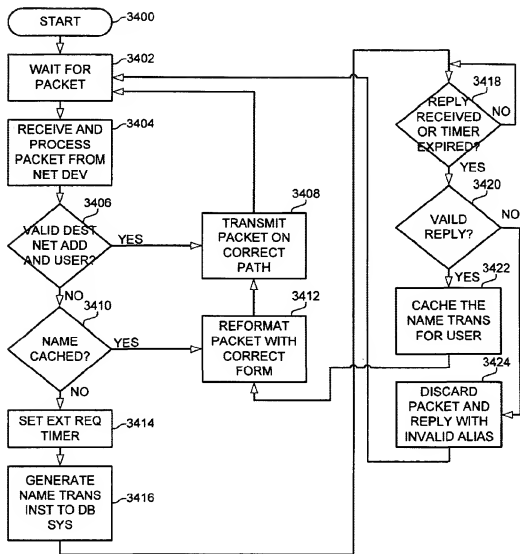 START
3400
WAIT FOR
PACKET
3402
RECEIVE AND
PROCESS
PACKET FROM
NET DEV
3404
VALID DEST
NET ADD
AND USER?
3406
YES
NO
TRANSMIT
PACKET ON
CORRECT
PATH
3408
NAME
CACHED?
3410
YES
NO
REFORMAT
PACKET WITH
CORRECT
FORM
3412
SET EXT REQ
TIMER
3414
GENERATE
NAME TRANS
INST TO DB
SYS
3416
REPLY
RECEIVED
OR TIMER
EXPIRED?
3418
NO
YES
VAILD
REPLY?
3420
NO
YES
CACHE THE
NAME TRANS
FOR USER
3422
DISCARD
PACKET AND
REPLY WITH
INVALID ALIAS
3424